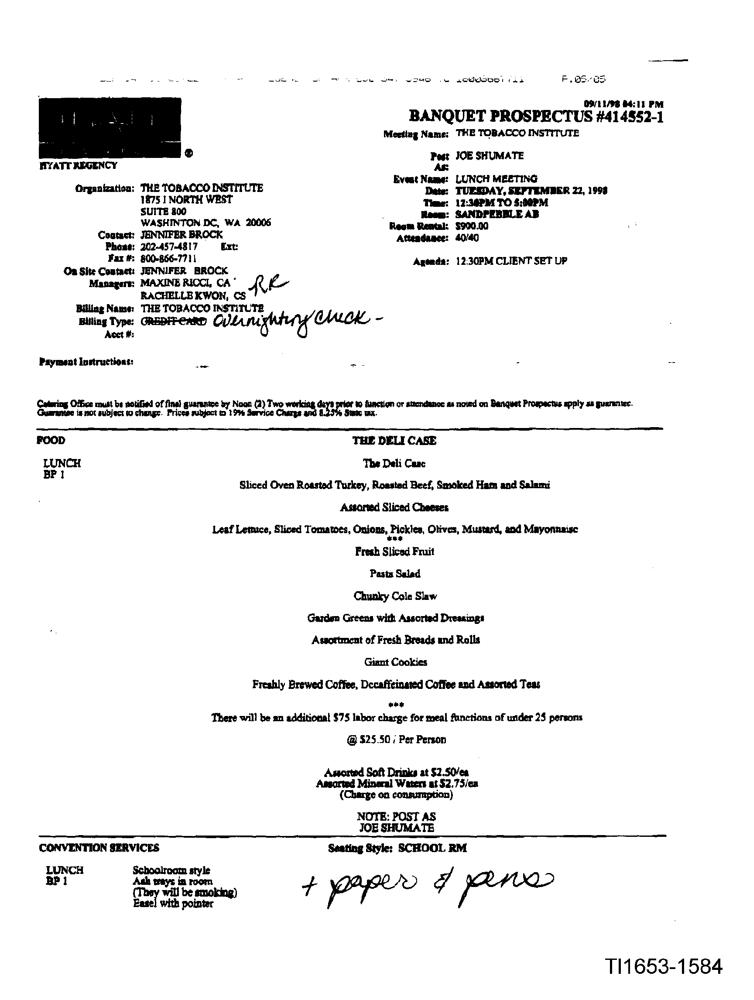 P.05/05
09/11/98 04:11 PM
BANQUET PROSPECTUS #414552-1
Meeting Name: THE TOBACCO INSTITUTE
®
HYATT REGENCY
Post JOE SHUMATE
As:
Event Name: LUNCH MEETING
Date: TUESDAY, SEPTEMBER 22, 1998
Time: 12:30PM TO 5:00PM
Room: SANDPEBBLE AB
Room Rental: $900.00
Attendance: 40/40
Agenda: 12:30PM CLIENT SET UP
Organization: THE TOBACCO INSTITUTE
1875 I NORTH WEST
SUITE 800
WASHINTON DC, WA 20006
Contact: JENNIFER BROCK
Phone: 202-457-4817 Ext:
Fax #: 800-866-7711
On Site Contact: JENNIFER BROCK
Managers: MAXINE RICCI, CA RR
RACHELLE KWON, CS
Billing Name: THE TOBACCO INSTITUTE
Billing Type: CREDIT CARD Overnighting Check -
Acct #:
Payment Instructions:
Catering Office must be notified of final guarantee by Noon (2) Two working days prior to function or attendance as noted on Banquet Prospectus apply as guarantee.
Guarantee is not subject to change. Prices subject to 19% Service Charge and 8.25% State tax.
FOOD THE DELI CASE
LUNCH
BP 1
The Deli Case
Sliced Oven Roasted Turkey, Roasted Beef, Smoked Ham and Salami
Assorted Sliced Cheeses
Leaf Lettuce, Sliced Tomatoes, Onions, Pickles, Olives, Mustard, and Mayonnaise
***
Fresh Sliced Fruit
Pasta Salad
Chunky Cole Slaw
Garden Greens with Assorted Dressings
Assortment of Fresh Breads and Rolls
Giant Cookies
Freshly Brewed Coffee, Decaffeinated Coffee and Assorted Teas
***
There will be an additional $75 labor charge for meal functions of under 25 persons
@ $25.50 / Per Person
Assorted Soft Drinks at $2.50/ea
Assorted Mineral Waters at $2.75/ea
(Charge on consumption)
NOTE: POST AS
JOE SHUMATE
CONVENTION SERVICES Seating Style: SCHOOL RM
LUNCH
BP 1
Schoolroom style
Ash trays in room
(They will be smoking)
Easel with pointer
+ paper & pens
TI1653-1584